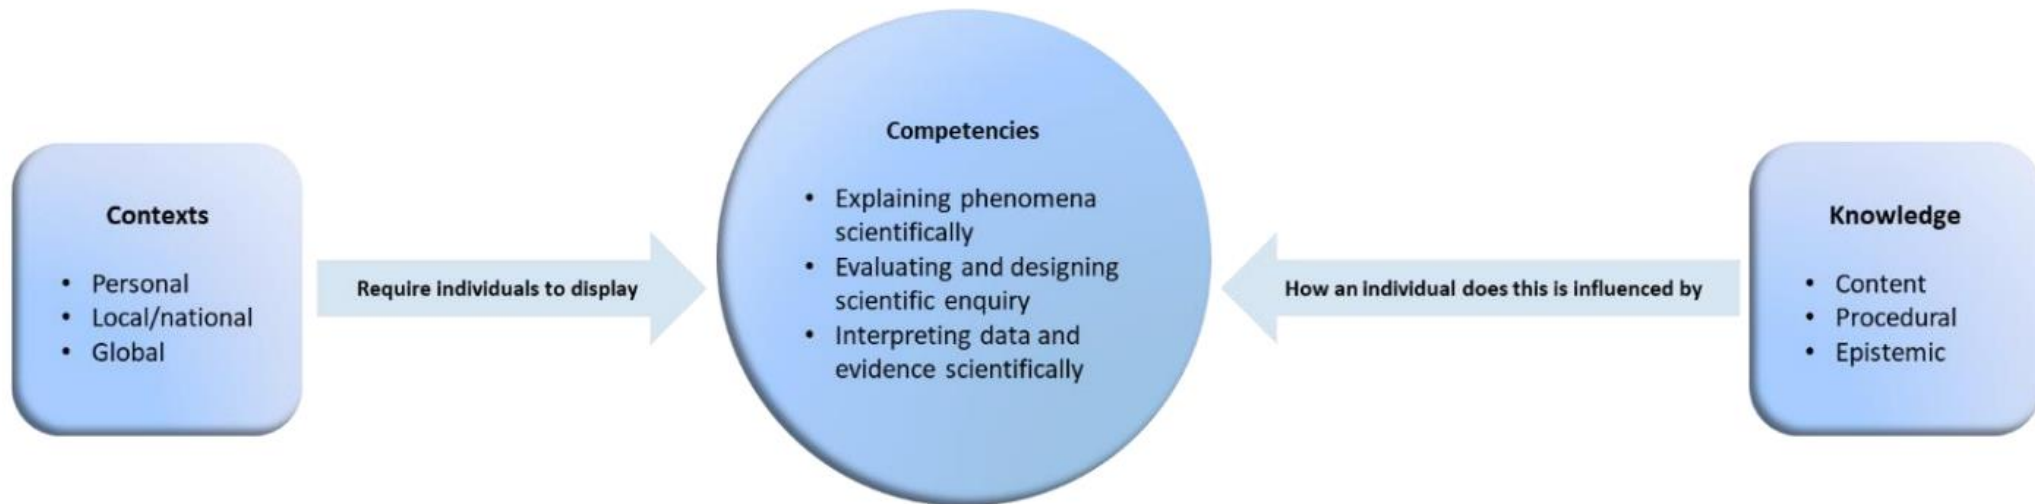 Contexts
• Personal
• Local/national
• Global
Require individuals to display
Competencies
• Explaining phenomena
scientifically
• Evaluating and designing
scientific enquiry
• Interpreting data and
evidence scientifically
How an individual does this is influenced by
Knowledge
• Content
• Procedural
• Epistemic